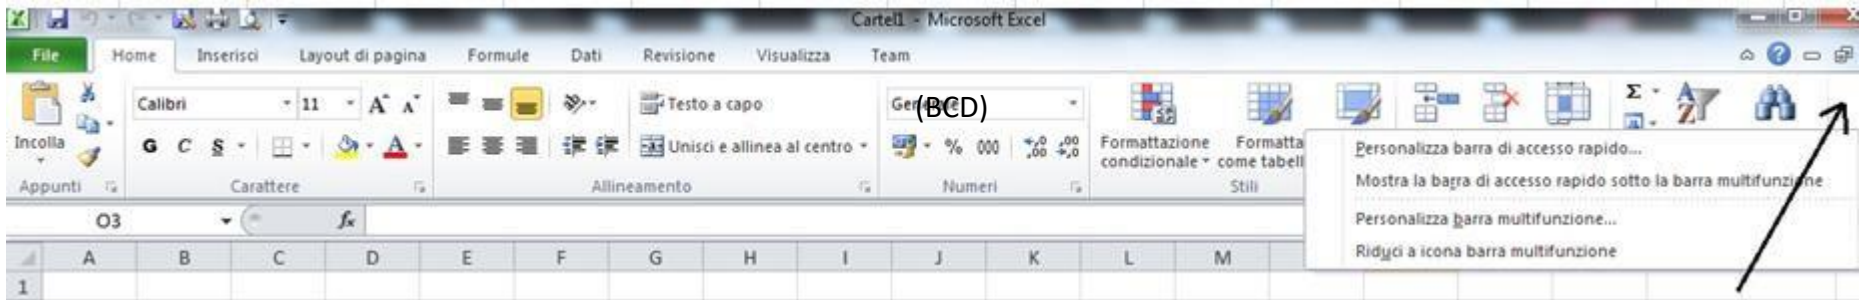 Cartel1 - Microsoft Excel
File Home Inserisci Layout di pagina Formule Dati Revisione Visualizza Team
Calibri 11 A A Testo a capo (BCD) Σ
Incolla G C S A Unisci e allinea al centro % 000 Formattazione condizionale Formatta come tabell
Appunti Carattere Allineamento Numeri Stili
Personalizza barra di accesso rapido...
Mostra la barra di accesso rapido sotto la barra multifunzione
Personalizza barra multifunzione...
Riduci a icona barra multifunzione
O3 fx
A B C D E F G H I J K L M
1